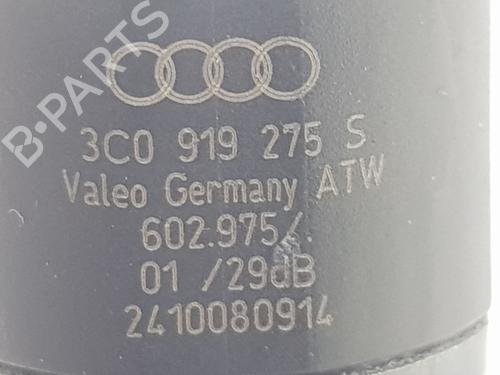 B-PARTS
3C0 919 275 S
Valeo Germany ATW
602.975/.
01 /29dB
2410080914